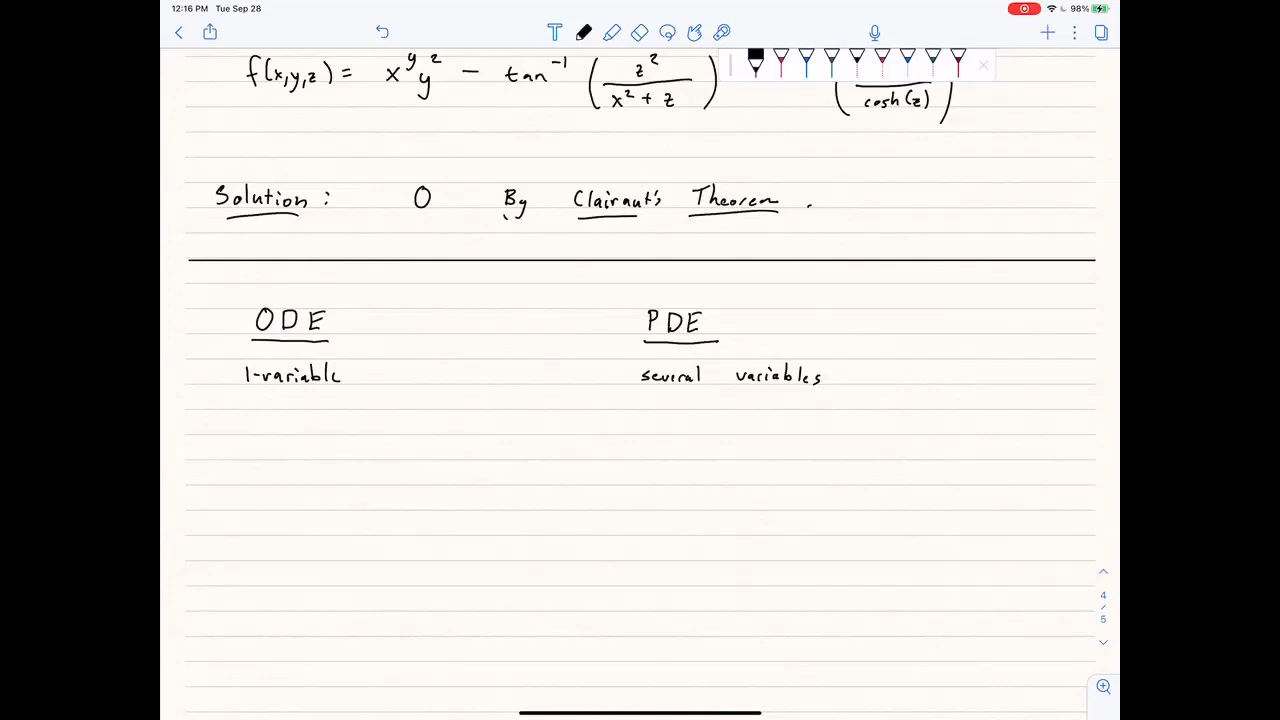 12:16 PM Tue Sep 28
98%
f(x,y,z) = x^y y^2 − tan^−1 ( z^2 / (x^2 + z) )
cosh(z) )
Solution : 0 By Clairaut's Theorem .
ODE PDE
1-variable several variables
4
/
5